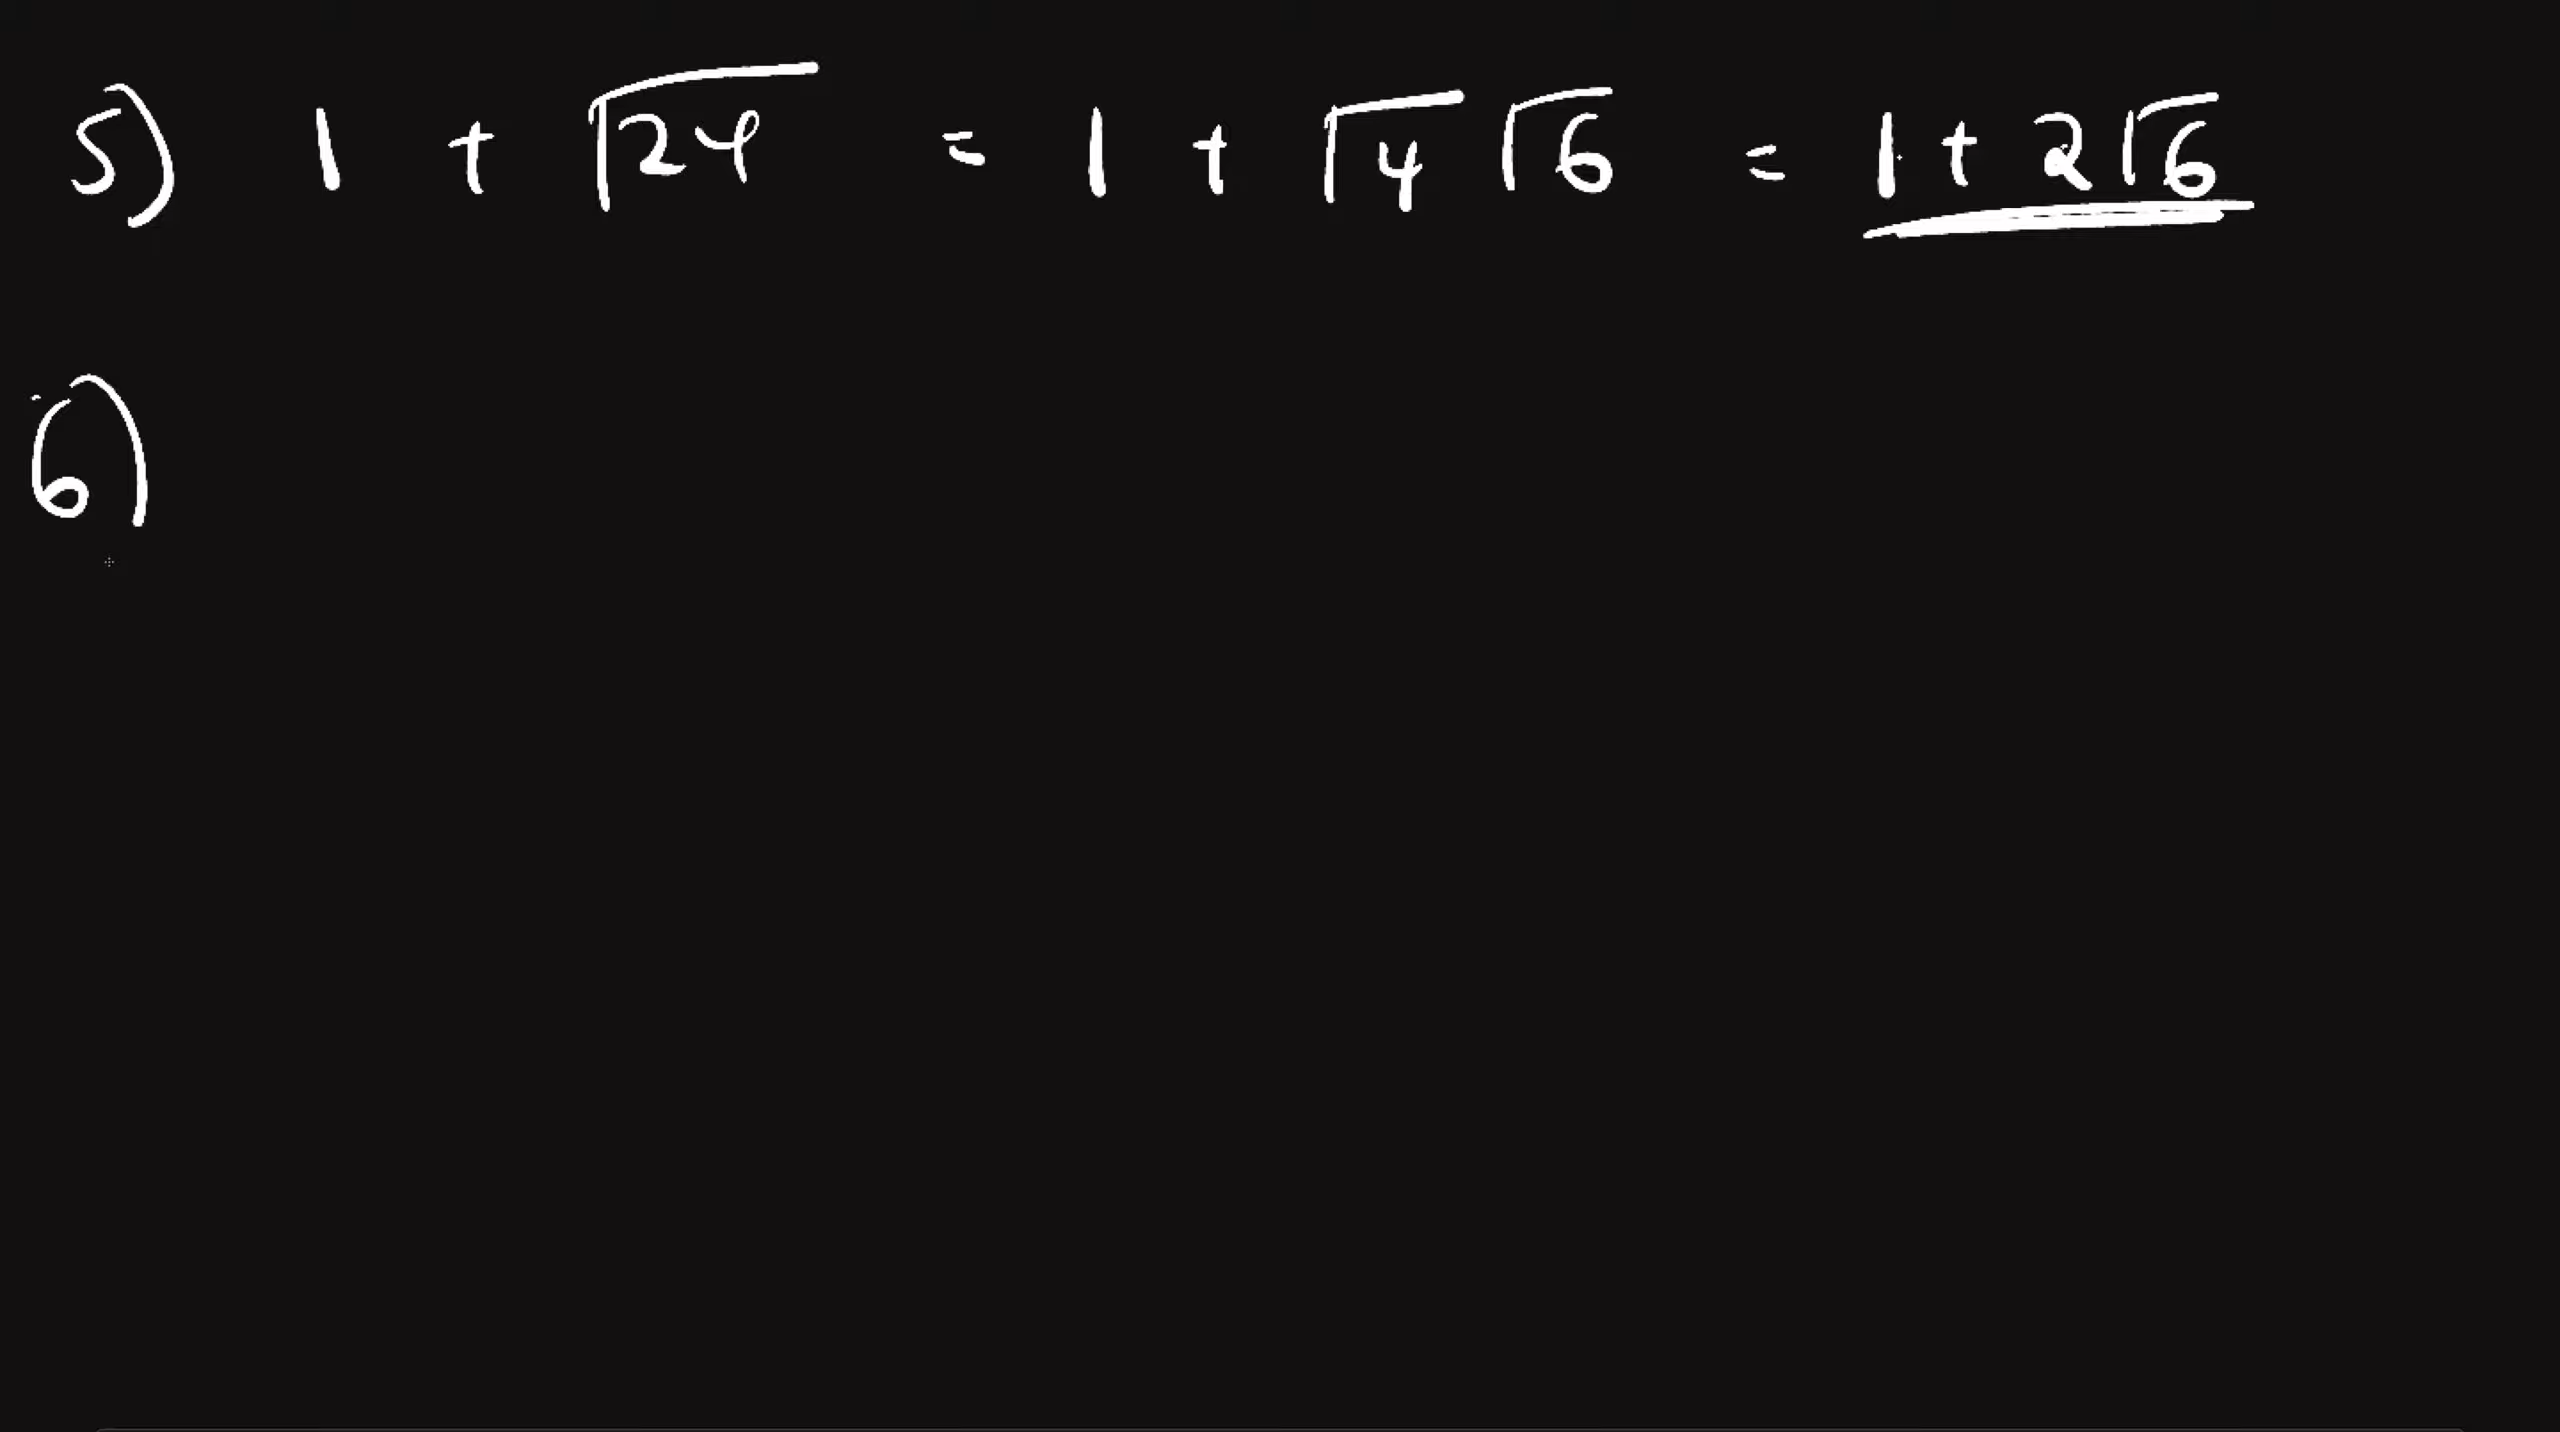 5) 1 + √24 = 1 + √4 √6 = 1 + 2√6
6)